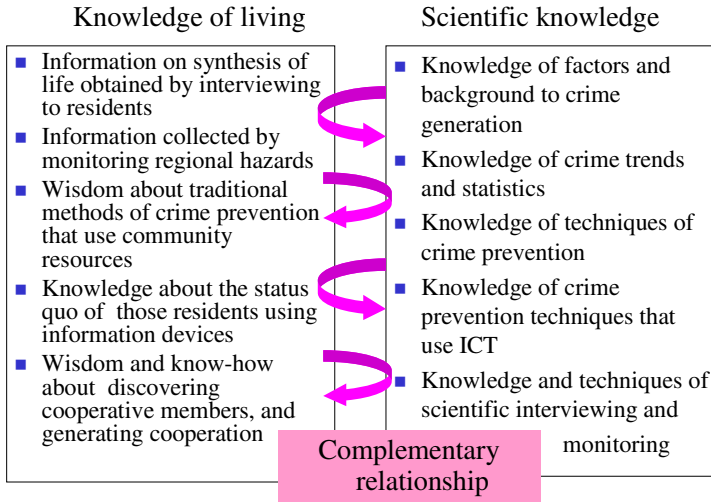 Knowledge of living
Information on synthesis of
life obtained by interviewing
to residents
Information collected by
monitoring regional hazards
Wisdom about traditional
methods of crime prevention
that use community
resources
Knowledge about the status
quo of those residents using
information devices
Wisdom and know-how
about discovering
cooperative members, and
generating cooperation
Scientific knowledge
Knowledge of factors and
background to crime
generation
Knowledge of crime trends
and statistics
Knowledge of techniques of
crime prevention
Knowledge of crime
prevention techniques that
use ICT
Knowledge and techniques of
scientific interviewing and
monitoring
Complementary
relationship